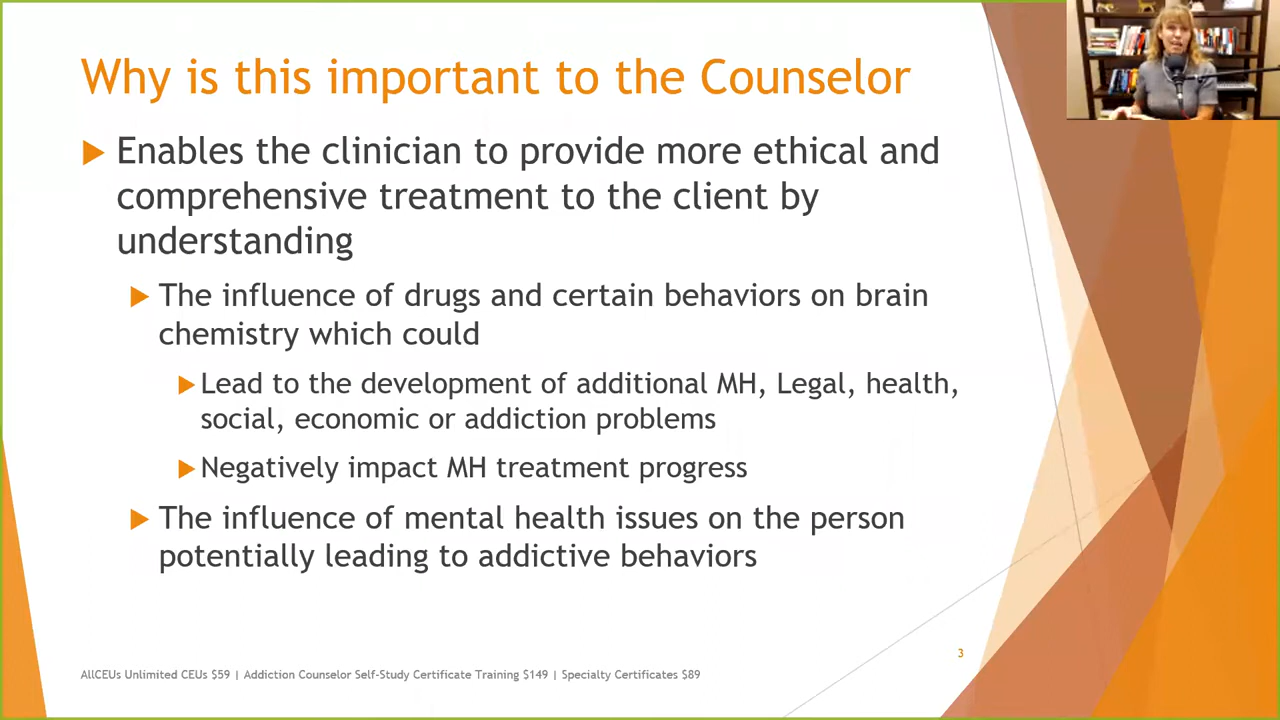 Why is this important to the Counselor
Enables the clinician to provide more ethical and
comprehensive treatment to the client by
understanding
The influence of drugs and certain behaviors on brain
chemistry which could
Lead to the development of additional MH, Legal, health,
social, economic or addiction problems
Negatively impact MH treatment progress
The influence of mental health issues on the person
potentially leading to addictive behaviors
3
AllCEUs Unlimited CEUs $59 | Addiction Counselor Self-Study Certificate Training $149 | Specialty Certificates $89